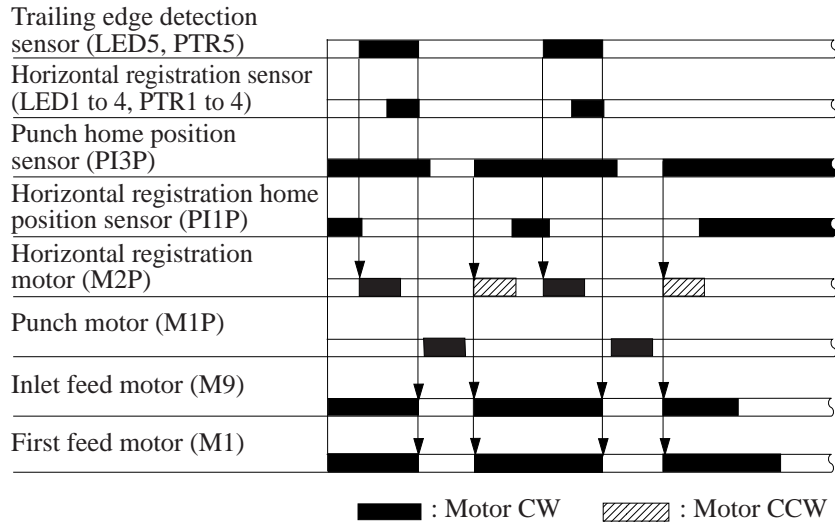 Trailing edge detection
sensor (LED5, PTR5)
Horizontal registration sensor
(LED1 to 4, PTR1 to 4)
Punch home position
sensor (PI3P)
Horizontal registration home
position sensor (PI1P)
Horizontal registration
motor (M2P)
Punch motor (M1P)
Inlet feed motor (M9)
First feed motor (M1)
: Motor CW
: Motor CCW